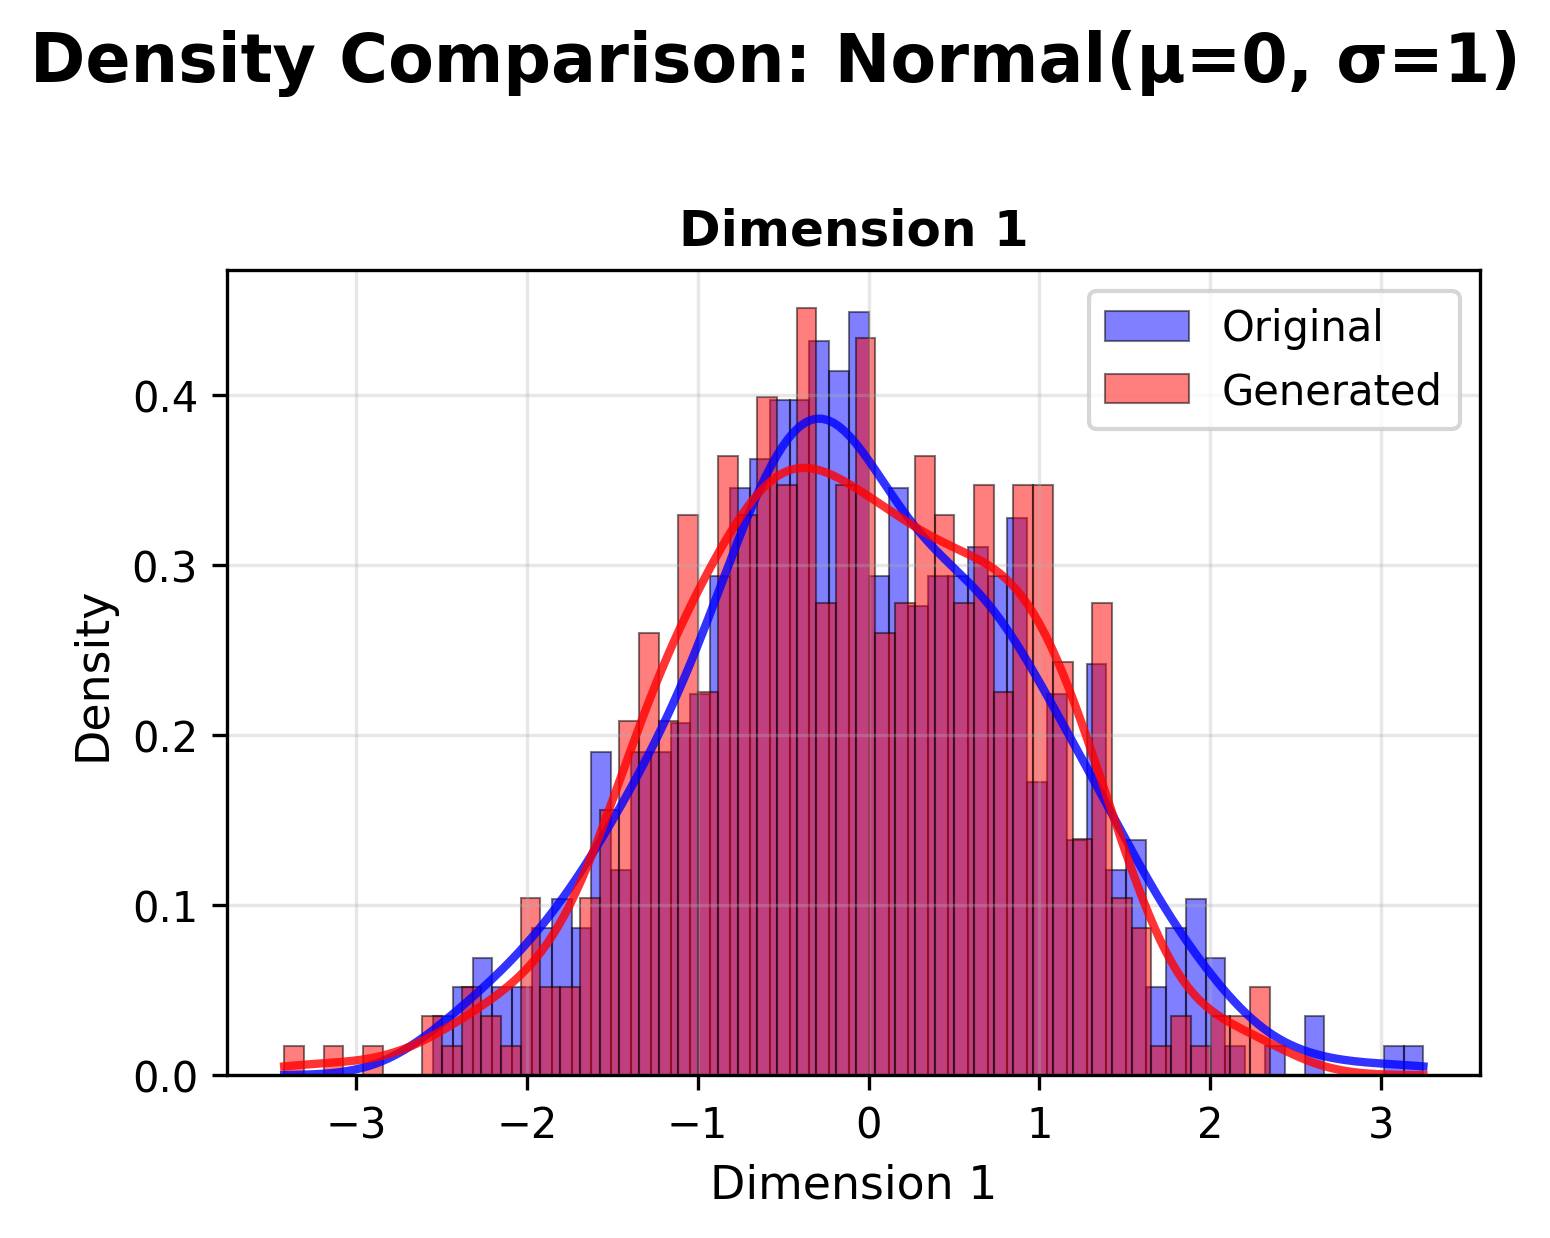 Density Comparison: Normal(μ=0, σ=1)
Dimension 1
Original
Generated
Density
0.4
0.3
0.2
0.1
0.0
−3 −2 −1 0 1 2 3
Dimension 1